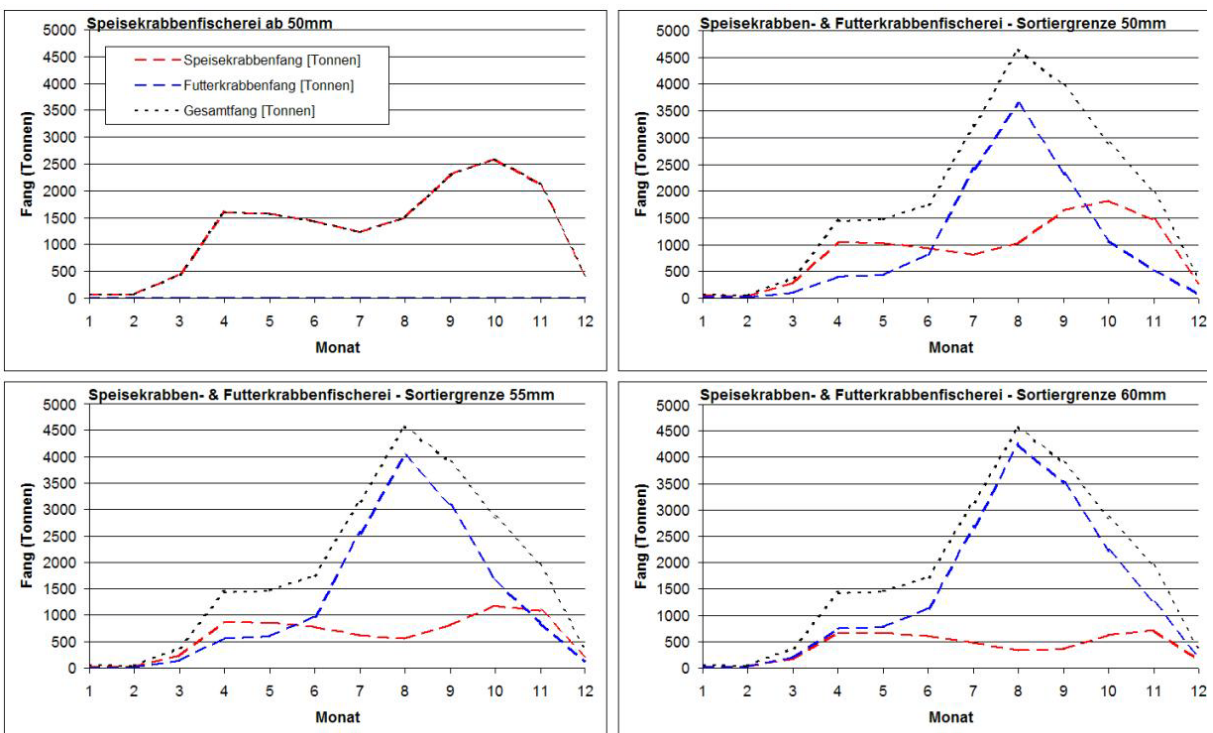 Speisekrabbenfischerei ab 50mm
5000
4500
4000
3500
3000
2500
2000
1500
1000
500
0
Fang (Tonnen)
Speisekrabbenfang [Tonnen]
Futterkrabbenfang [Tonnen]
Gesamtfang [Tonnen]
1 2 3 4 5 6 7 8 9 10 11 12
Monat
Speisekrabben- & Futterkrabbenfischerei - Sortiergrenze 50mm
5000
4500
4000
3500
3000
2500
2000
1500
1000
500
0
Fang (Tonnen)
1 2 3 4 5 6 7 8 9 10 11 12
Monat
Speisekrabben- & Futterkrabbenfischerei - Sortiergrenze 55mm
5000
4500
4000
3500
3000
2500
2000
1500
1000
500
0
Fang (Tonnen)
1 2 3 4 5 6 7 8 9 10 11 12
Monat
Speisekrabben- & Futterkrabbenfischerei - Sortiergrenze 60mm
5000
4500
4000
3500
3000
2500
2000
1500
1000
500
0
Fang (Tonnen)
1 2 3 4 5 6 7 8 9 10 11 12
Monat